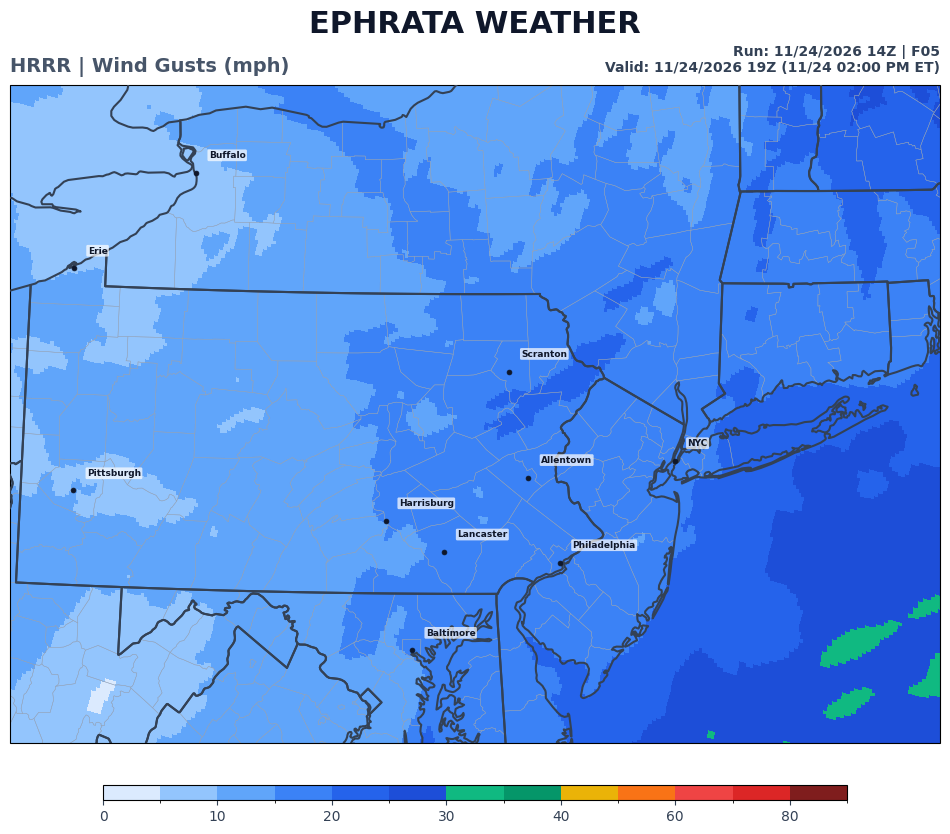 EPHRATA WEATHER
HRRR | Wind Gusts (mph)
Run: 11/24/2026 14Z | F05
Valid: 11/24/2026 19Z (11/24 02:00 PM ET)
Buffalo
Erie
Scranton
NYC
Allentown
Pittsburgh
Harrisburg
Lancaster
Philadelphia
Baltimore
0 10 20 30 40 50 60 70 80